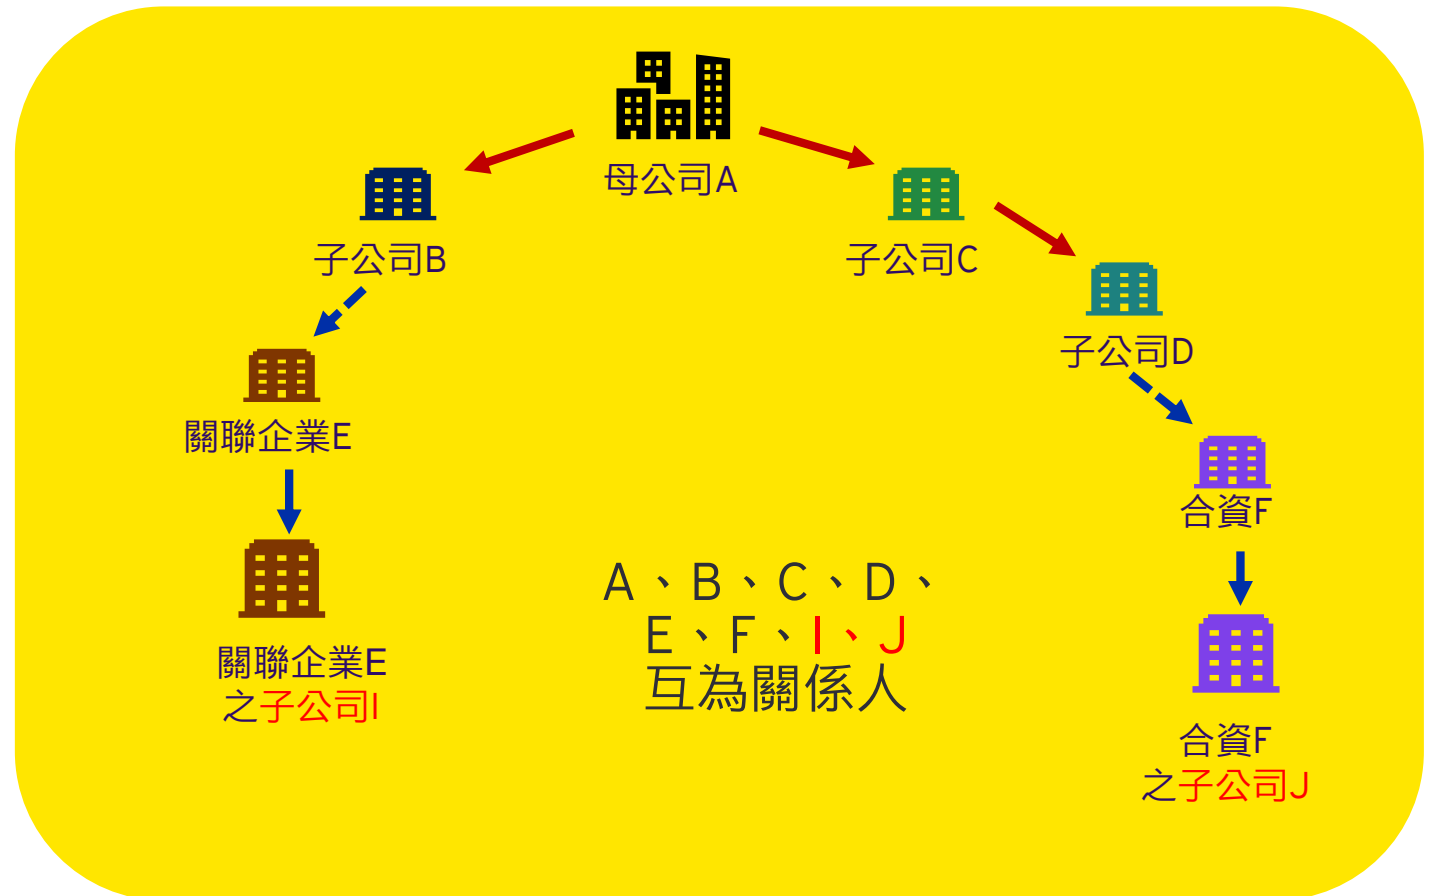 母公司A
子公司B
子公司C
子公司D
關聯企業E
合資F
A、B、C、D、
E、F、I、J
互為關係人
關聯企業E
之子公司I
合資F
之子公司J